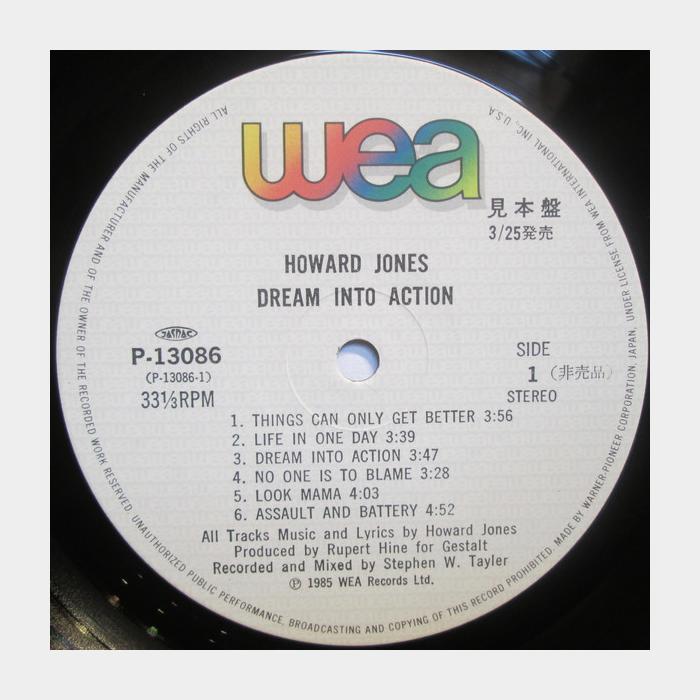 wea
見本盤
3/25発売
HOWARD JONES
DREAM INTO ACTION
JASRAC
P-13086
(P-13086-1)
33⅓RPM
SIDE
1 (非売品)
STEREO
1. THINGS CAN ONLY GET BETTER 3:56
2. LIFE IN ONE DAY 3:39
3. DREAM INTO ACTION 3:47
4. NO ONE IS TO BLAME 3:28
5. LOOK MAMA 4:03
6. ASSAULT AND BATTERY 4:52
All Tracks Music and Lyrics by Howard Jones
Produced by Rupert Hine for Gestalt
Recorded and Mixed by Stephen W. Taylor
Ⓟ 1985 WEA Records Ltd.
ALL RIGHTS OF THE MANUFACTURER AND OF THE OWNER OF THE RECORDED WORK RESERVED. UNAUTHORIZED PUBLIC PERFORMANCE, BROADCASTING AND COPYING OF THIS RECORD PROHIBITED. MADE BY WARNER-PIONEER CORPORATION, JAPAN, UNDER LICENSE FROM WEA INTERNATIONAL INC., U.S.A